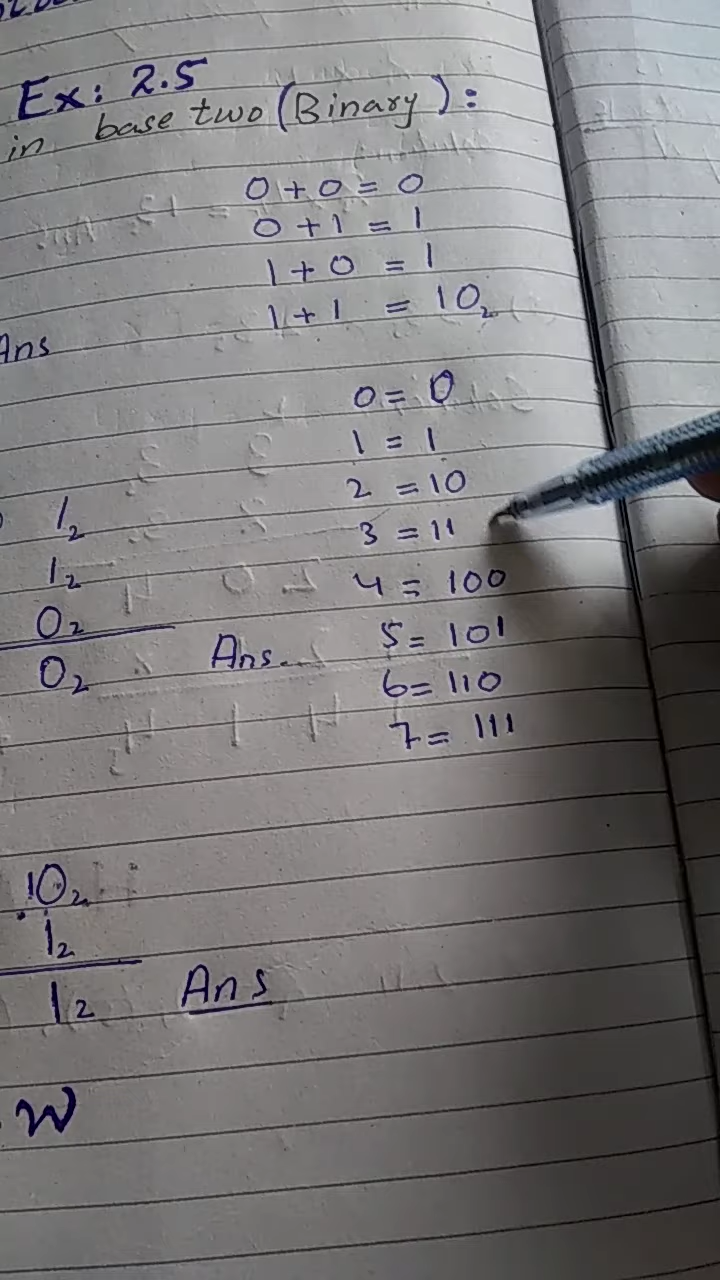 Ex: 2.5
in base two (Binary):
0 + 0 = 0
0 + 1 = 1
1 + 0 = 1
1 + 1 = 10₂
Ans
0 = 0
1 = 1
2 = 10
1₂
3 = 11
1₂
4 = 100
0₂
5 = 101
0₂ Ans.
6 = 110
7 = 111
10₂
1₂
1₂ Ans
W